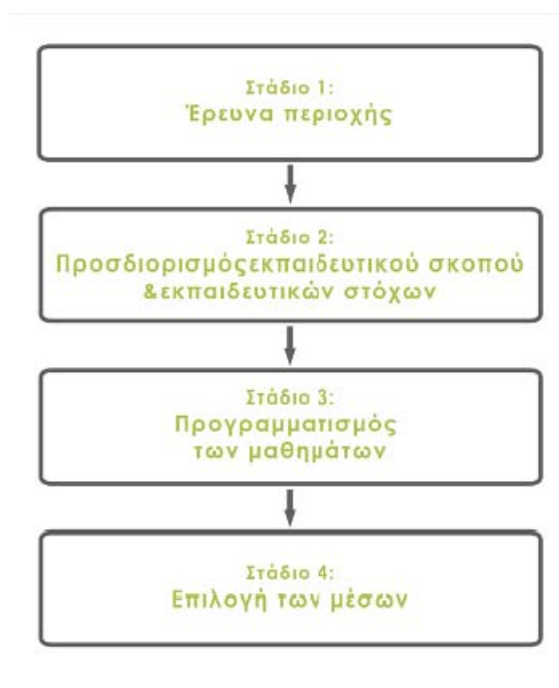 Στάδιο 1:
Έρευνα περιοχής
Στάδιο 2:
Προσδιορισμόςεκπαιδευτικού σκοπού
&εκπαιδευτικών στόχων
Στάδιο 3:
Προγραμματισμός
των μαθημάτων
Στάδιο 4:
Επιλογή των μέσων